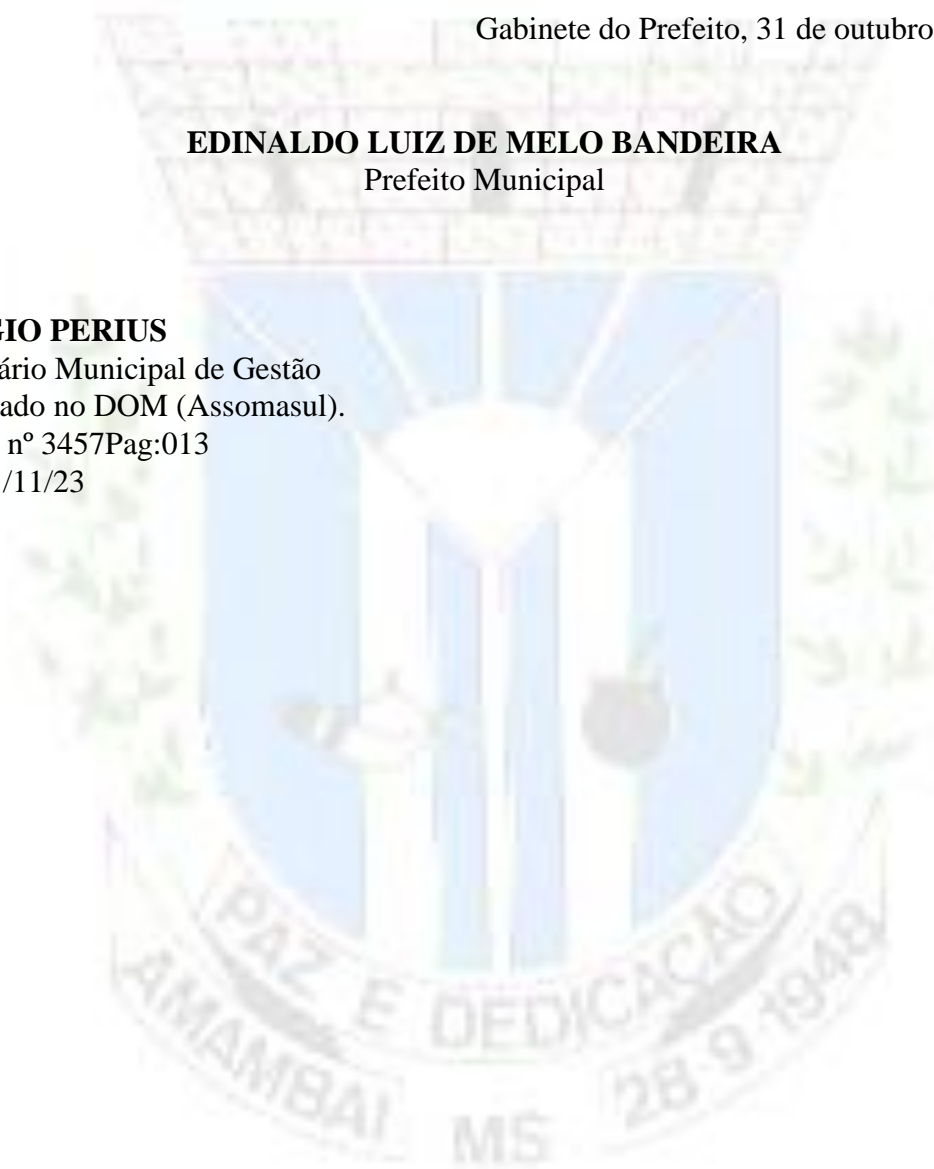 Gabinete do Prefeito, 31 de outubro
EDINALDO LUIZ DE MELO BANDEIRA
Prefeito Municipal
GIO PERIUS
ário Municipal de Gestão
ado no DOM (Assomasul).
nº 3457Pag:013
/11/23
PAZ E DEDICAÇÃO
AMAMBAI MS 28 9 1948